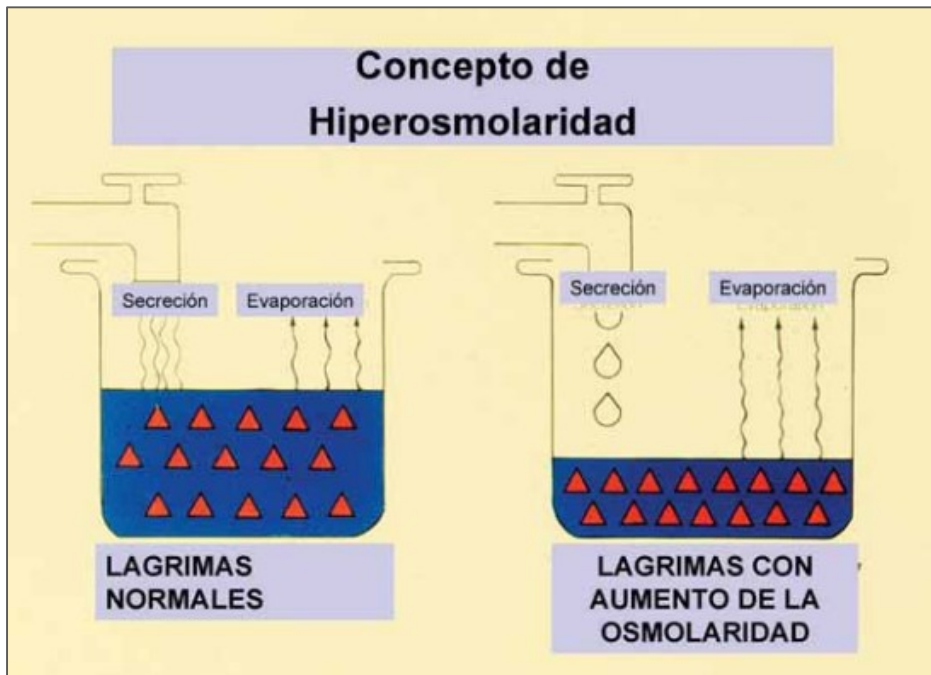 Concepto de
Hiperosmolaridad
Secreción
Evaporación
Secreción
Evaporación
LAGRIMAS
NORMALES
LAGRIMAS CON
AUMENTO DE LA
OSMOLARIDAD